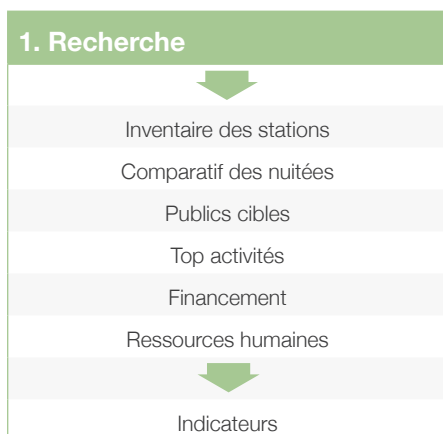 1. Recherche
Inventaire des stations
Comparatif des nuitées
Publics cibles
Top activités
Financement
Ressources humaines
Indicateurs